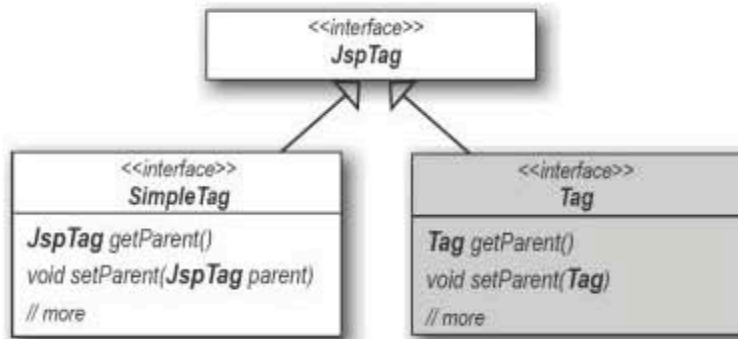 <<interface>>
JspTag
<<interface>>
SimpleTag
JspTag getParent()
void setParent(JspTag parent)
// more
<<interface>>
Tag
Tag getParent()
void setParent(Tag)
// more